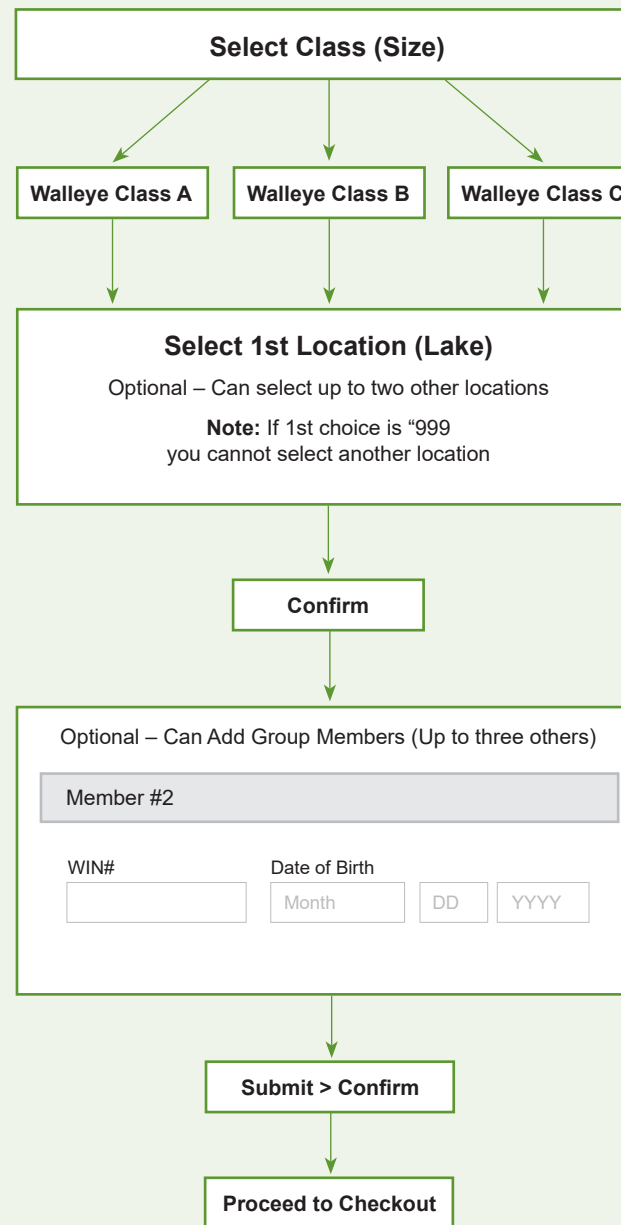 Select Class (Size)
Walleye Class A
Walleye Class B
Walleye Class C
Select 1st Location (Lake)
Optional – Can select up to two other locations
Note: If 1st choice is “999
you cannot select another location
Confirm
Optional – Can Add Group Members (Up to three others)
Member #2
WIN# Date of Birth
Month DD YYYY
Submit > Confirm
Proceed to Checkout